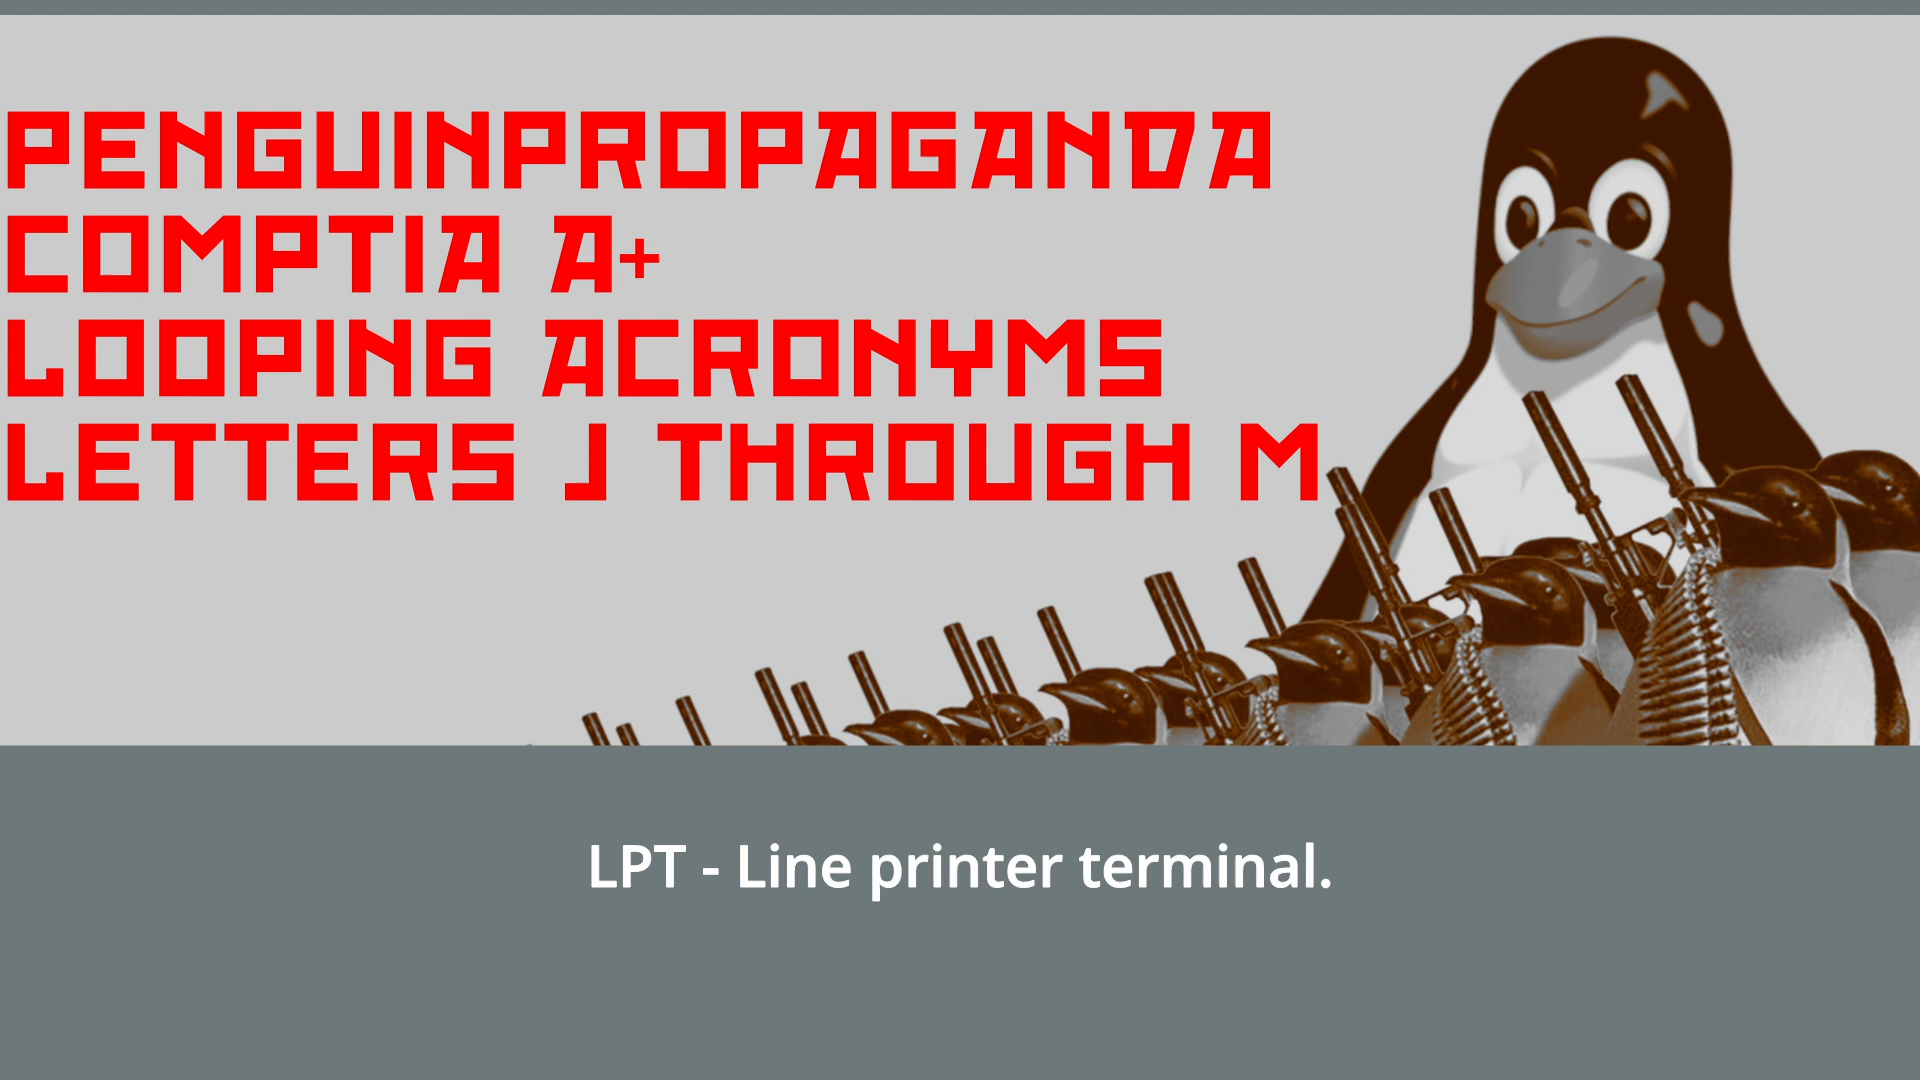 PENGUINPROPAGANDA
COMPTIA A+
LOOPING ACRONYMS
LETTERS J THROUGH M
LPT - Line printer terminal.